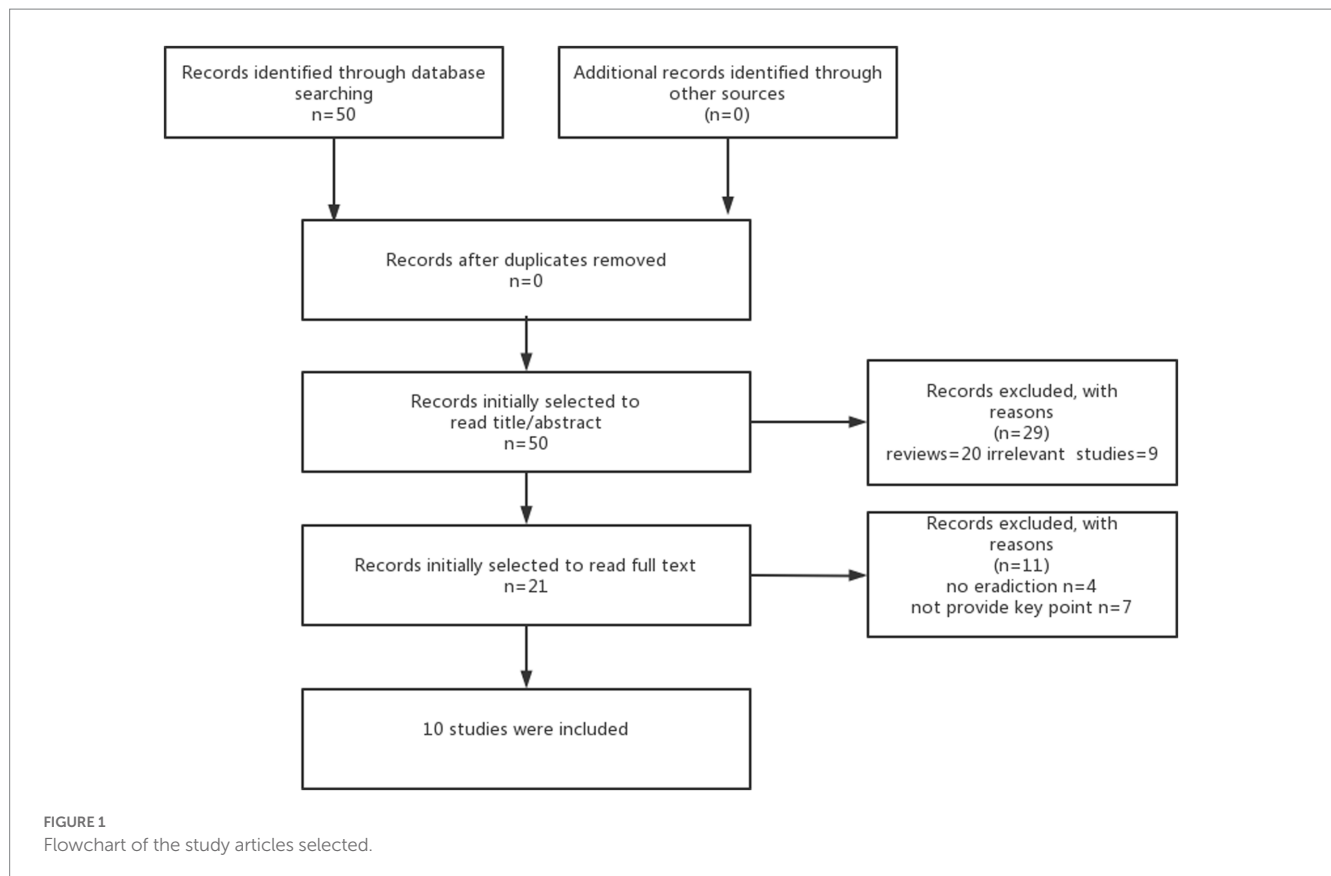 Records identified through database
searching
n=50
Additional records identified through
other sources
(n=0)
Records after duplicates removed
n=0
Records initially selected to
read title/abstract
n=50
Records excluded, with
reasons
(n=29)
reviews=20 irrelevant studies=9
Records initially selected to read full text
n=21
Records excluded, with
reasons
(n=11)
no eradiction n=4
not provide key point n=7
10 studies were included
FIGURE 1
Flowchart of the study articles selected.